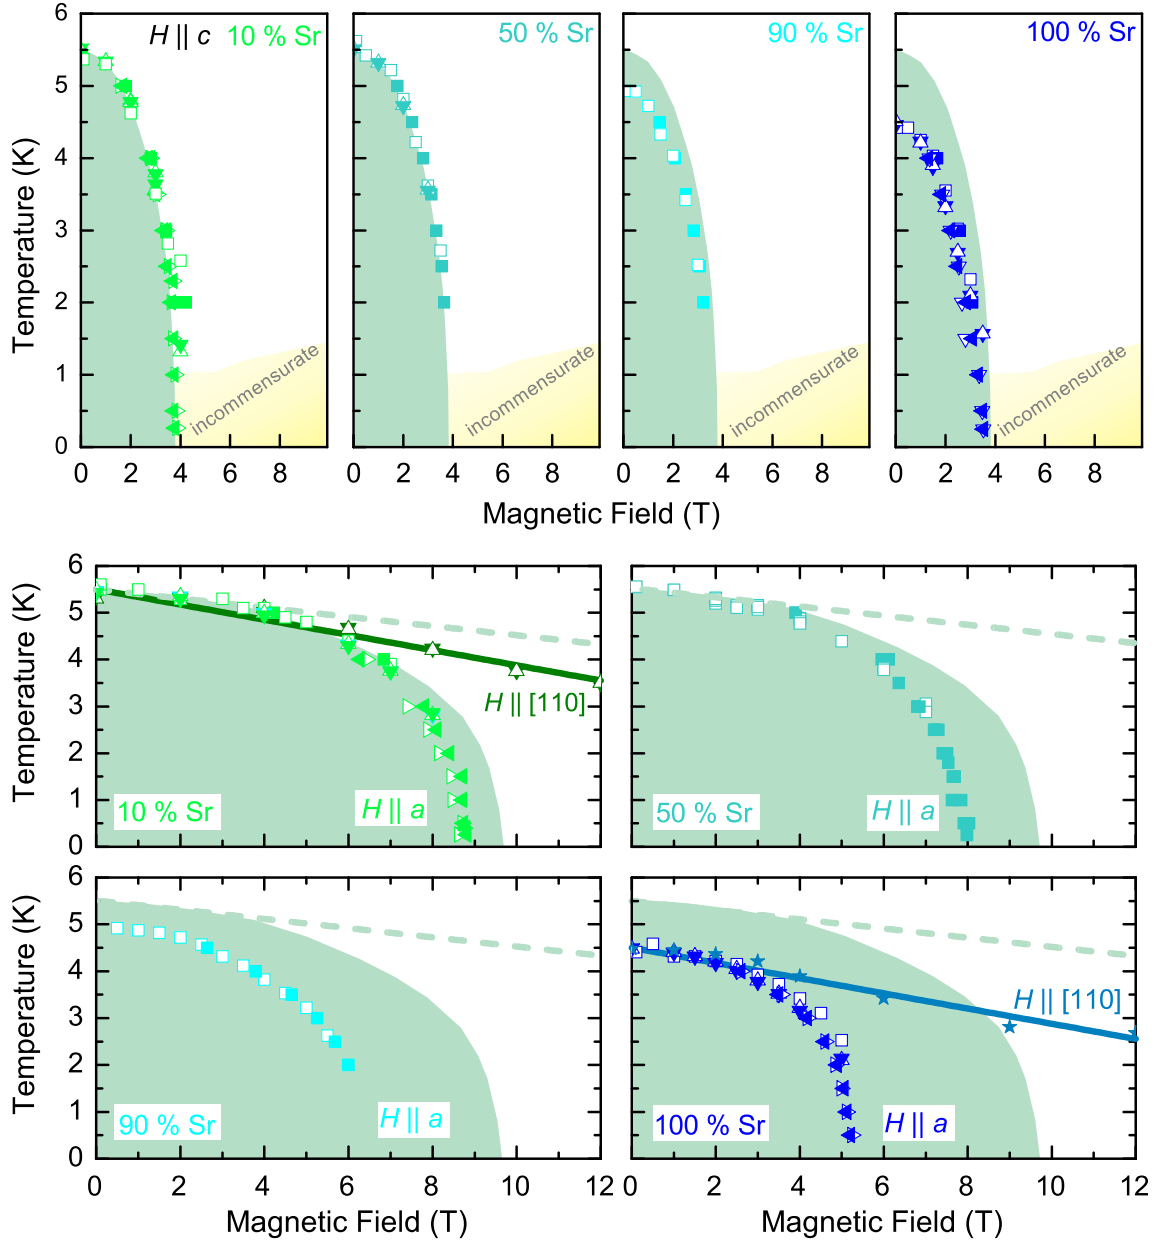 H || c 10 % Sr
50 % Sr
90 % Sr
100 % Sr
Temperature (K)
6
5
4
3
2
1
0
incommensurate
incommensurate
incommensurate
incommensurate
0 2 4 6 8
0 2 4 6 8
0 2 4 6 8
0 2 4 6 8
Magnetic Field (T)
Temperature (K)
6
5
4
3
2
1
0
H || [110]
10 % Sr
H || a
50 % Sr
H || a
Temperature (K)
6
5
4
3
2
1
0
90 % Sr
H || a
H || [110]
100 % Sr
H || a
0 2 4 6 8 10 12
0 2 4 6 8 10 12
Magnetic Field (T)
Magnetic Field (T)